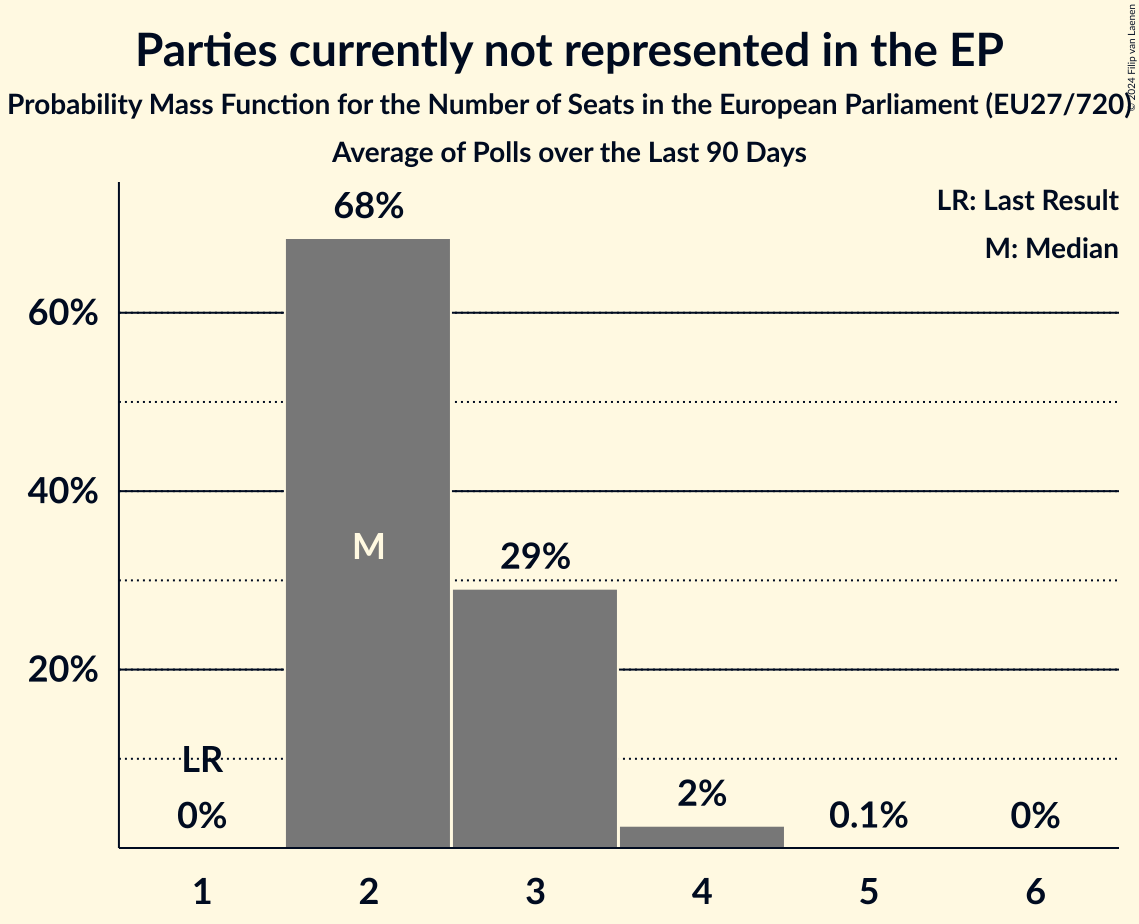 Parties currently not represented in the EP
Probability Mass Function for the Number of Seats in the European Parliament (EU27/720)
Average of Polls over the Last 90 Days
© 2024 Filip van Laenen
LR: Last Result
M: Median
68%
60%
40%
M
29%
20%
LR
0%
2%
0.1%
0%
1 2 3 4 5 6